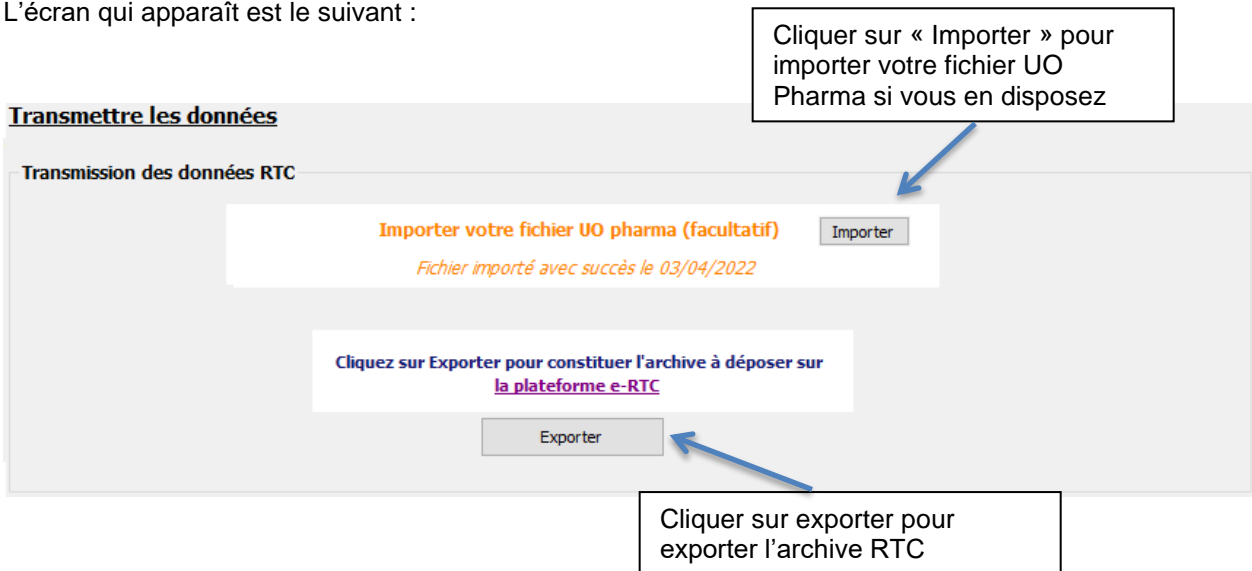 L'écran qui apparaît est le suivant :
Cliquer sur « Importer » pour
importer votre fichier UO
Pharma si vous en disposez
Transmettre les données
Transmission des données RTC
Importer votre fichier UO pharma (facultatif)
Importer
Fichier importé avec succès le 03/04/2022
Cliquez sur Exporter pour constituer l'archive à déposer sur
la plateforme e-RTC
Exporter
Cliquer sur exporter pour
exporter l’archive RTC